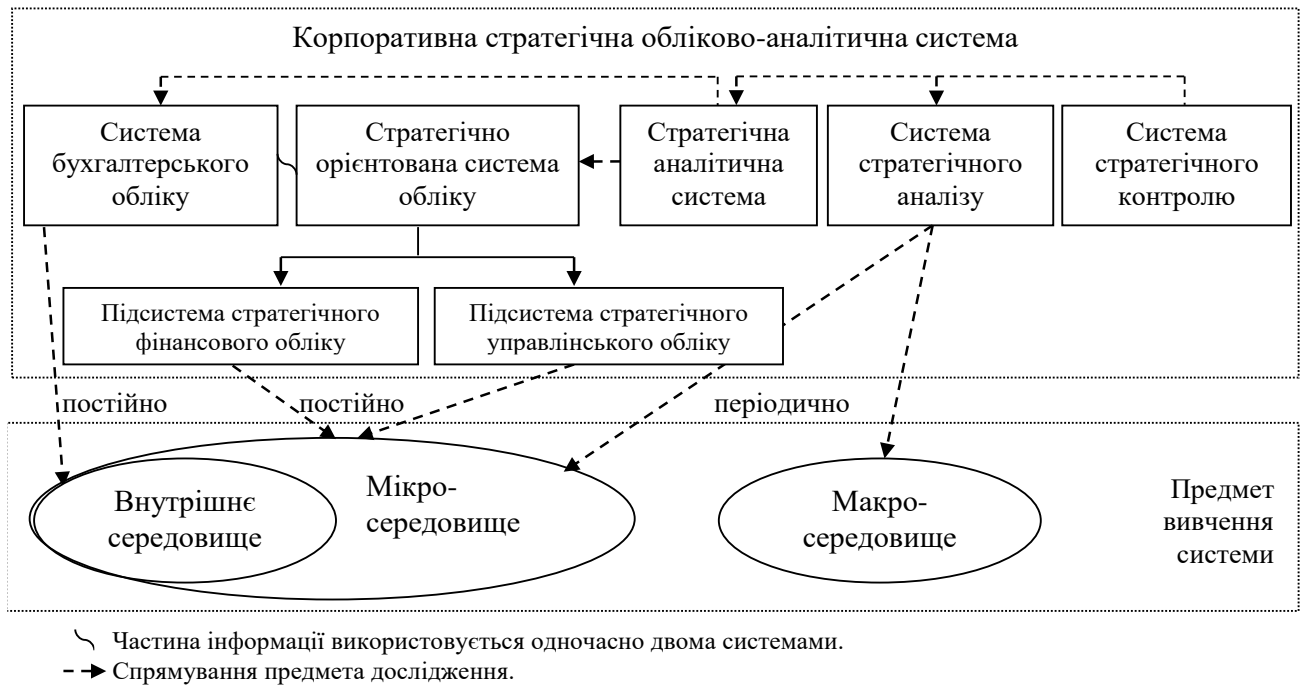 Корпоративна стратегічна обліково-аналітична система
Система
бухгалтерського
обліку
Стратегічно
орієнтована система
обліку
Стратегічна
аналітична
система
Система
стратегічного
аналізу
Система
стратегічного
контролю
Підсистема стратегічного
фінансового обліку
Підсистема стратегічного
управлінського обліку
постійно
постійно
періодично
Внутрішнє
середовище
Мікро-
середовище
Макро-
середовище
Предмет
вивчення
системи
Частина інформації використовується одночасно двома системами.
Спрямування предмета дослідження.